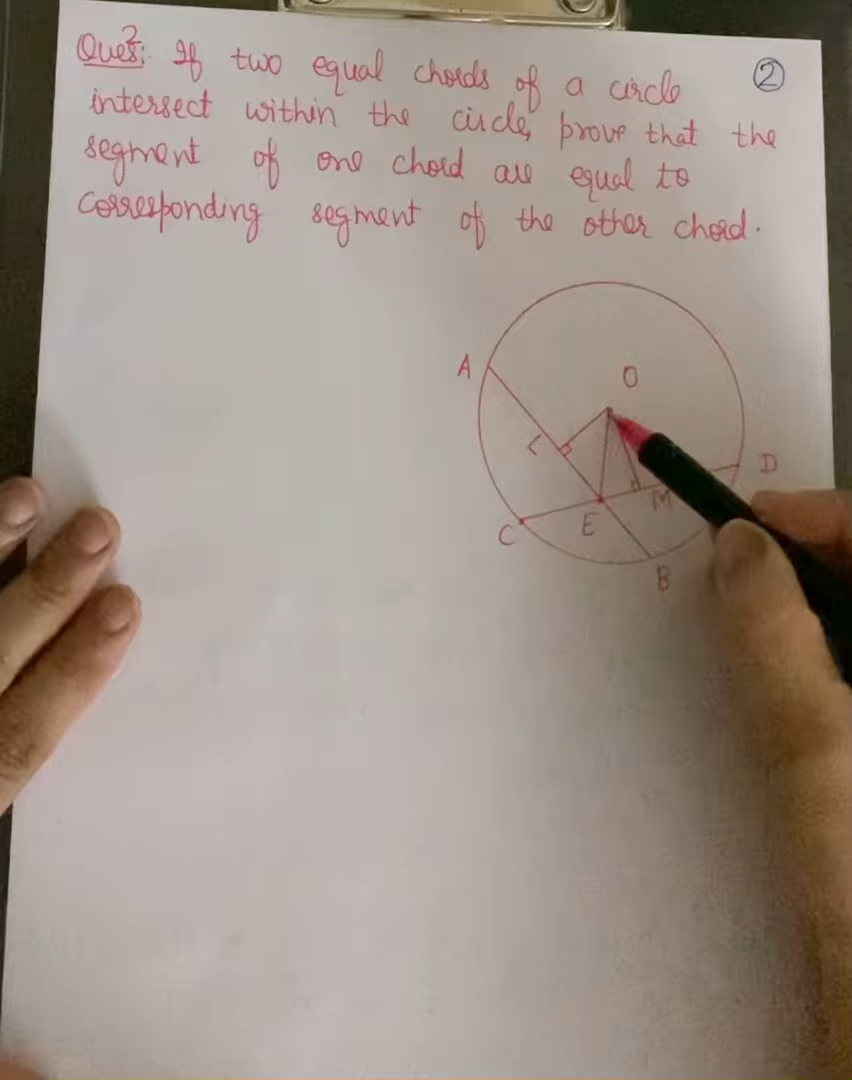 Ques 2: If two equal chords of a circle
intersect within the circle, prove that the
segment of one chord are equal to
corresponding segment of the other chord.
2
A
O
L
D
M
E
C
B